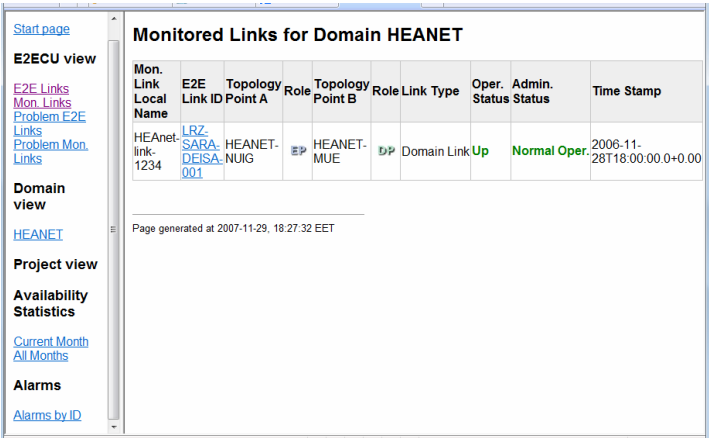 Start page
E2ECU view
E2E Links
Mon. Links
Problem E2E
Links
Problem Mon.
Links
Domain
view
HEANET
Project view
Availability
Statistics
Current Month
All Months
Alarms
Alarms by ID
Monitored Links for Domain HEANET
Mon.
Link
Local
Name
E2E
Link ID
Topology
Point A
Role
Topology
Point B
Role
Link Type
Oper.
Status
Admin.
Status
Time Stamp
HEAnet-
link-
1234
LRZ-
SARA-
DEISA-
001
HEANET-
NUIG
EP
HEANET-
MUE
DP
Domain Link
Up
Normal Oper.
2006-11-
28T18:00:00.0+0.00
Page generated at 2007-11-29, 18:27:32 EET